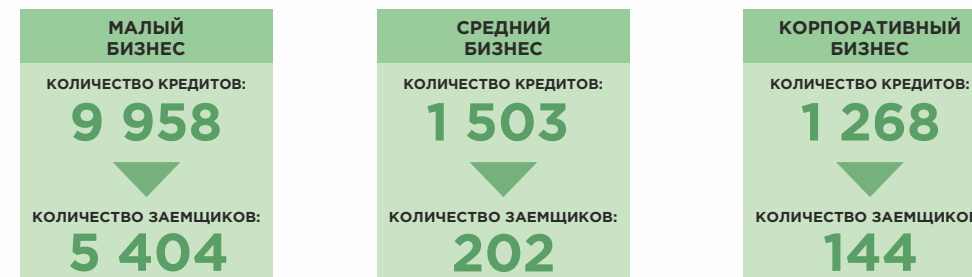 МАЛЫЙ
БИЗНЕС
КОЛИЧЕСТВО КРЕДИТОВ:
9 958
КОЛИЧЕСТВО ЗАЕМЩИКОВ:
5 404
СРЕДНИЙ
БИЗНЕС
КОЛИЧЕСТВО КРЕДИТОВ:
1 503
КОЛИЧЕСТВО ЗАЕМЩИКОВ:
202
КОРПОРАТИВНЫЙ
БИЗНЕС
КОЛИЧЕСТВО КРЕДИТОВ:
1 268
КОЛИЧЕСТВО ЗАЕМЩИКОВ
144